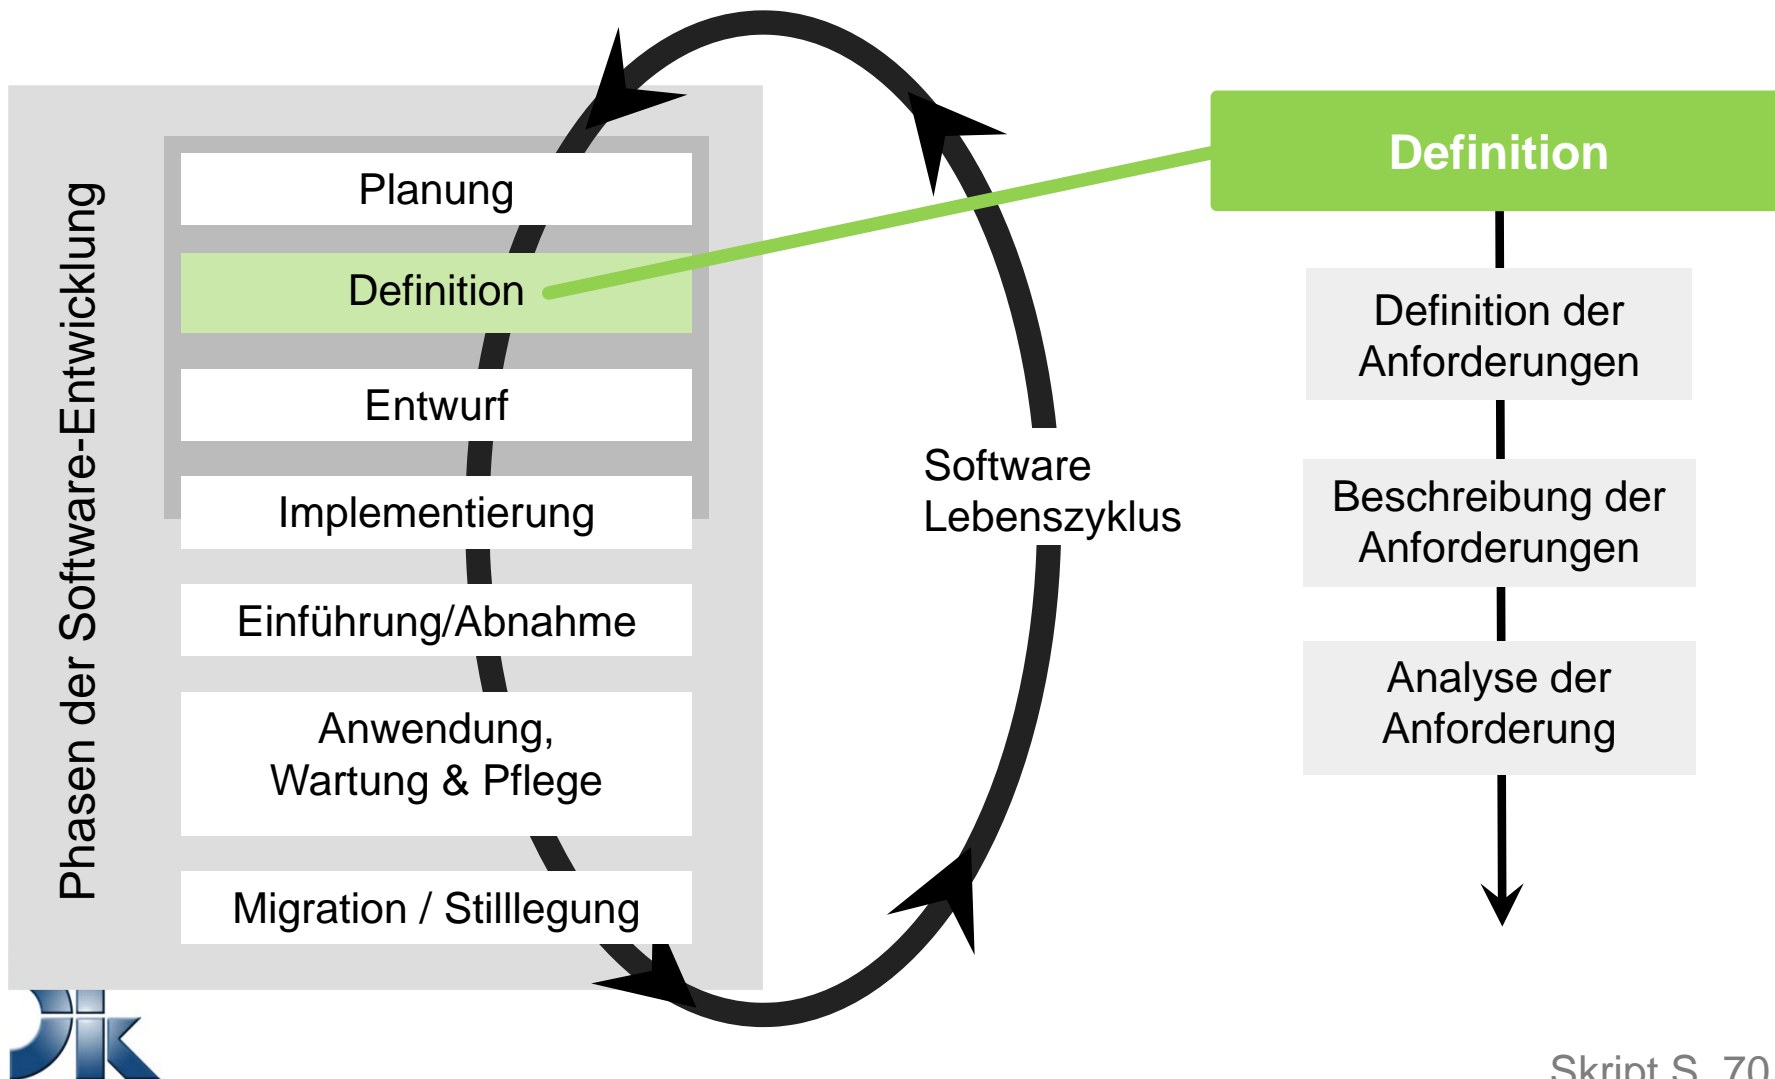 Phasen der Software-Entwicklung
Planung
Definition
Entwurf
Implementierung
Einführung/Abnahme
Anwendung,
Wartung & Pflege
Migration / Stilllegung
Software
Lebenszyklus
Definition
Definition der
Anforderungen
Beschreibung der
Anforderungen
Analyse der
Anforderung
Skript S. 70